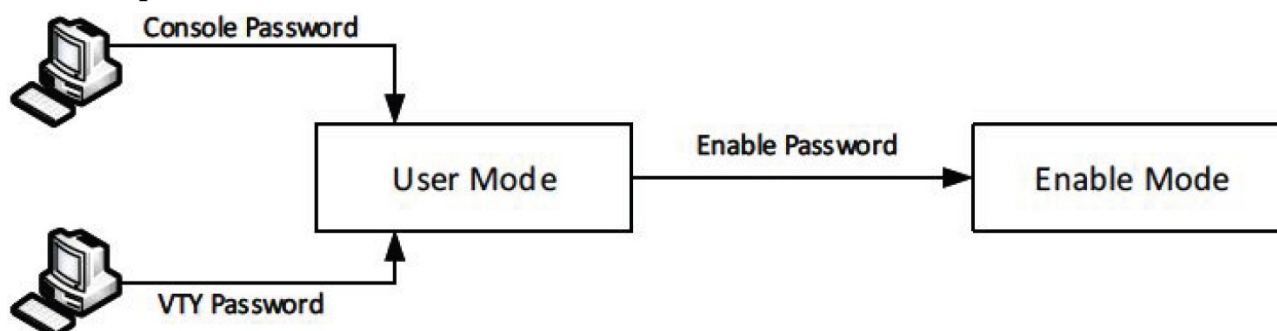 Console Password
User Mode
Enable Password
Enable Mode
VTY Password